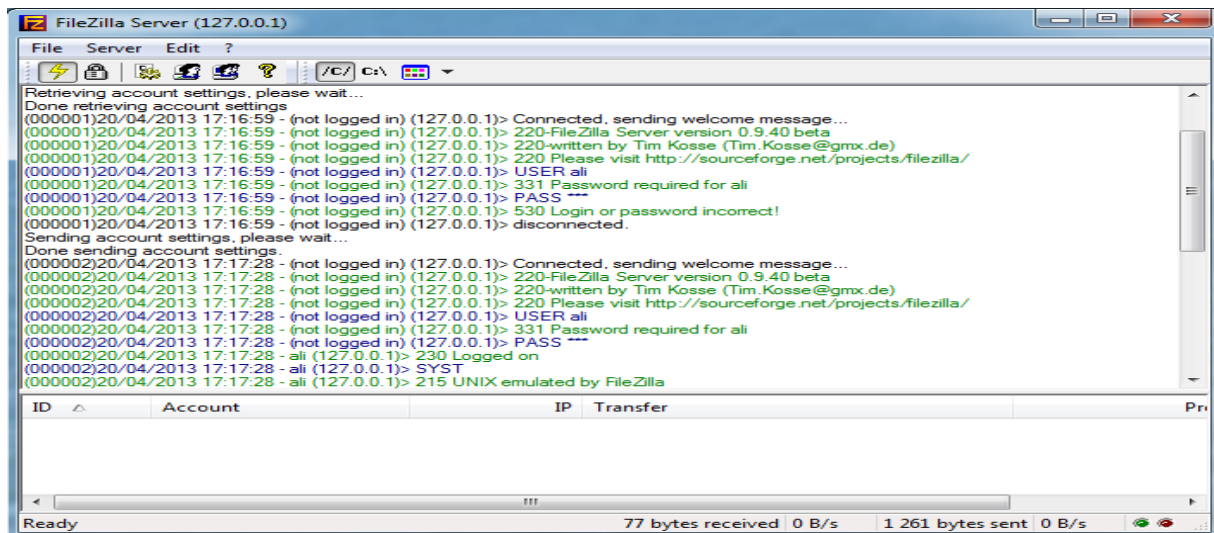 FileZilla Server (127.0.0.1)
File Server Edit ?
/C/ C:\
Retrieving account settings, please wait...
Done retrieving account settings
(000001)20/04/2013 17:16:59 - (not logged in) (127.0.0.1)> Connected, sending welcome message...
(000001)20/04/2013 17:16:59 - (not logged in) (127.0.0.1)> 220-FileZilla Server version 0.9.40 beta
(000001)20/04/2013 17:16:59 - (not logged in) (127.0.0.1)> 220-written by Tim Kosse (Tim.Kosse@gmx.de)
(000001)20/04/2013 17:16:59 - (not logged in) (127.0.0.1)> 220 Please visit http://sourceforge.net/projects/filezilla/
(000001)20/04/2013 17:16:59 - (not logged in) (127.0.0.1)> USER ali
(000001)20/04/2013 17:16:59 - (not logged in) (127.0.0.1)> 331 Password required for ali
(000001)20/04/2013 17:16:59 - (not logged in) (127.0.0.1)> PASS ***
(000001)20/04/2013 17:16:59 - (not logged in) (127.0.0.1)> 530 Login or password incorrect!
(000001)20/04/2013 17:16:59 - (not logged in) (127.0.0.1)> disconnected.
Sending account settings, please wait...
Done sending account settings.
(000002)20/04/2013 17:17:28 - (not logged in) (127.0.0.1)> Connected, sending welcome message...
(000002)20/04/2013 17:17:28 - (not logged in) (127.0.0.1)> 220-FileZilla Server version 0.9.40 beta
(000002)20/04/2013 17:17:28 - (not logged in) (127.0.0.1)> 220-written by Tim Kosse (Tim.Kosse@gmx.de)
(000002)20/04/2013 17:17:28 - (not logged in) (127.0.0.1)> 220 Please visit http://sourceforge.net/projects/filezilla/
(000002)20/04/2013 17:17:28 - (not logged in) (127.0.0.1)> USER ali
(000002)20/04/2013 17:17:28 - (not logged in) (127.0.0.1)> 331 Password required for ali
(000002)20/04/2013 17:17:28 - (not logged in) (127.0.0.1)> PASS ***
(000002)20/04/2013 17:17:28 - ali (127.0.0.1)> 230 Logged on
(000002)20/04/2013 17:17:28 - ali (127.0.0.1)> SYST
(000002)20/04/2013 17:17:28 - ali (127.0.0.1)> 215 UNIX emulated by FileZilla
ID Account IP Transfer
Ready 77 bytes received 0 B/s 1 261 bytes sent 0 B/s